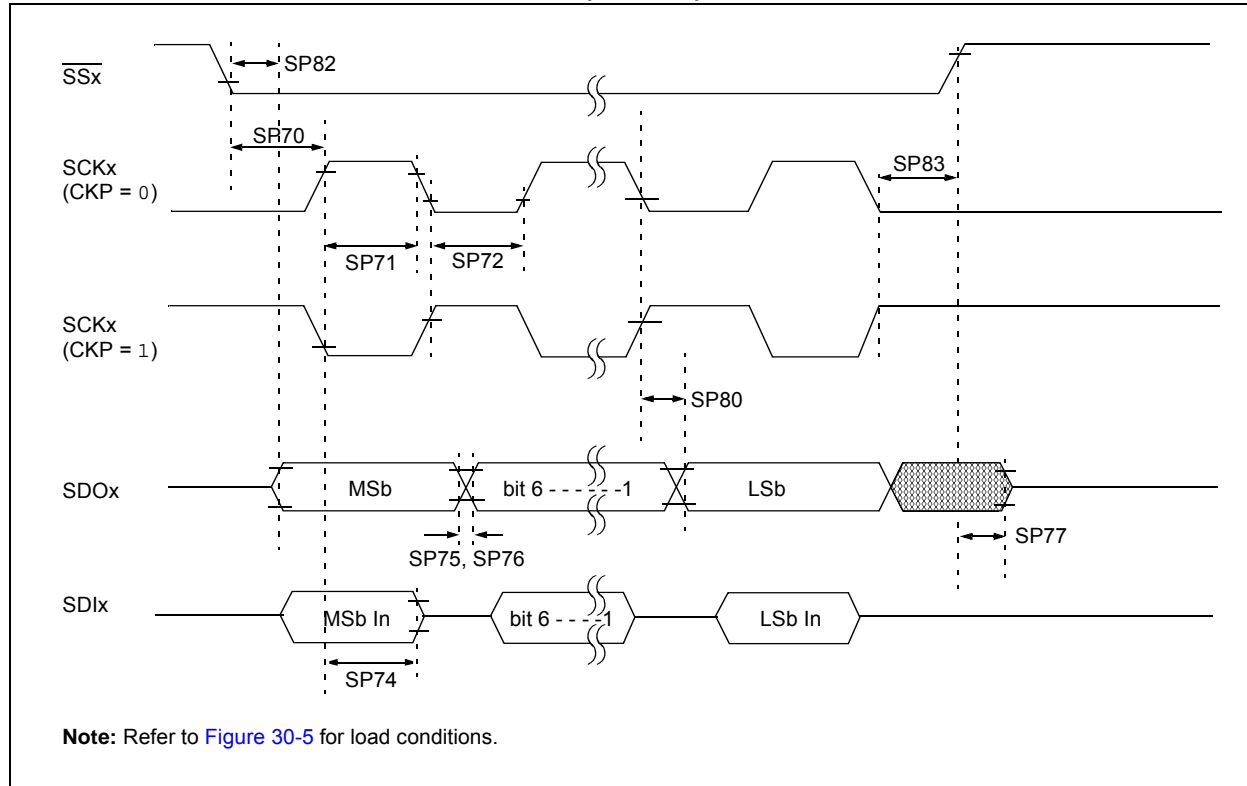 SSx
SP82
SP70
SCKx
(CKP = 0)
SP83
SP71
SP72
SCKx
(CKP = 1)
SP80
SDOx
MSb
bit 6 - - - - - -1
LSb
SP75, SP76
SP77
SDIx
MSb In
bit 6 - - - -1
LSb In
SP74
Note: Refer to Figure 30-5 for load conditions.